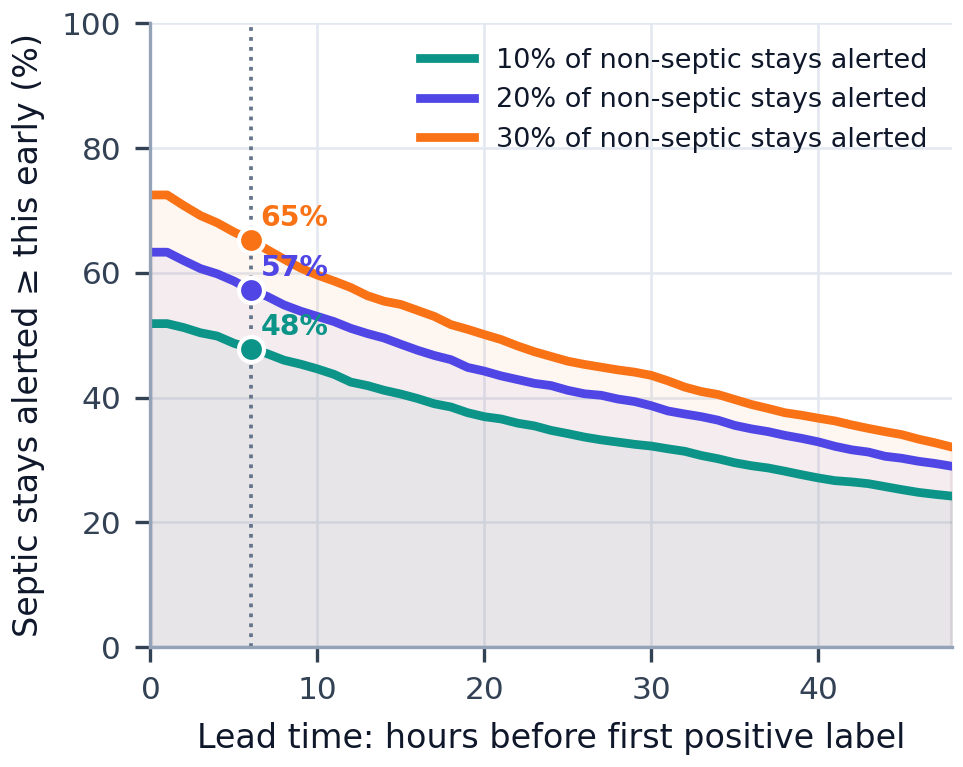 Septic stays alerted ≥ this early (%)
100
80
60
40
20
0
10% of non-septic stays alerted
20% of non-septic stays alerted
30% of non-septic stays alerted
65%
57%
48%
0 10 20 30 40
Lead time: hours before first positive label